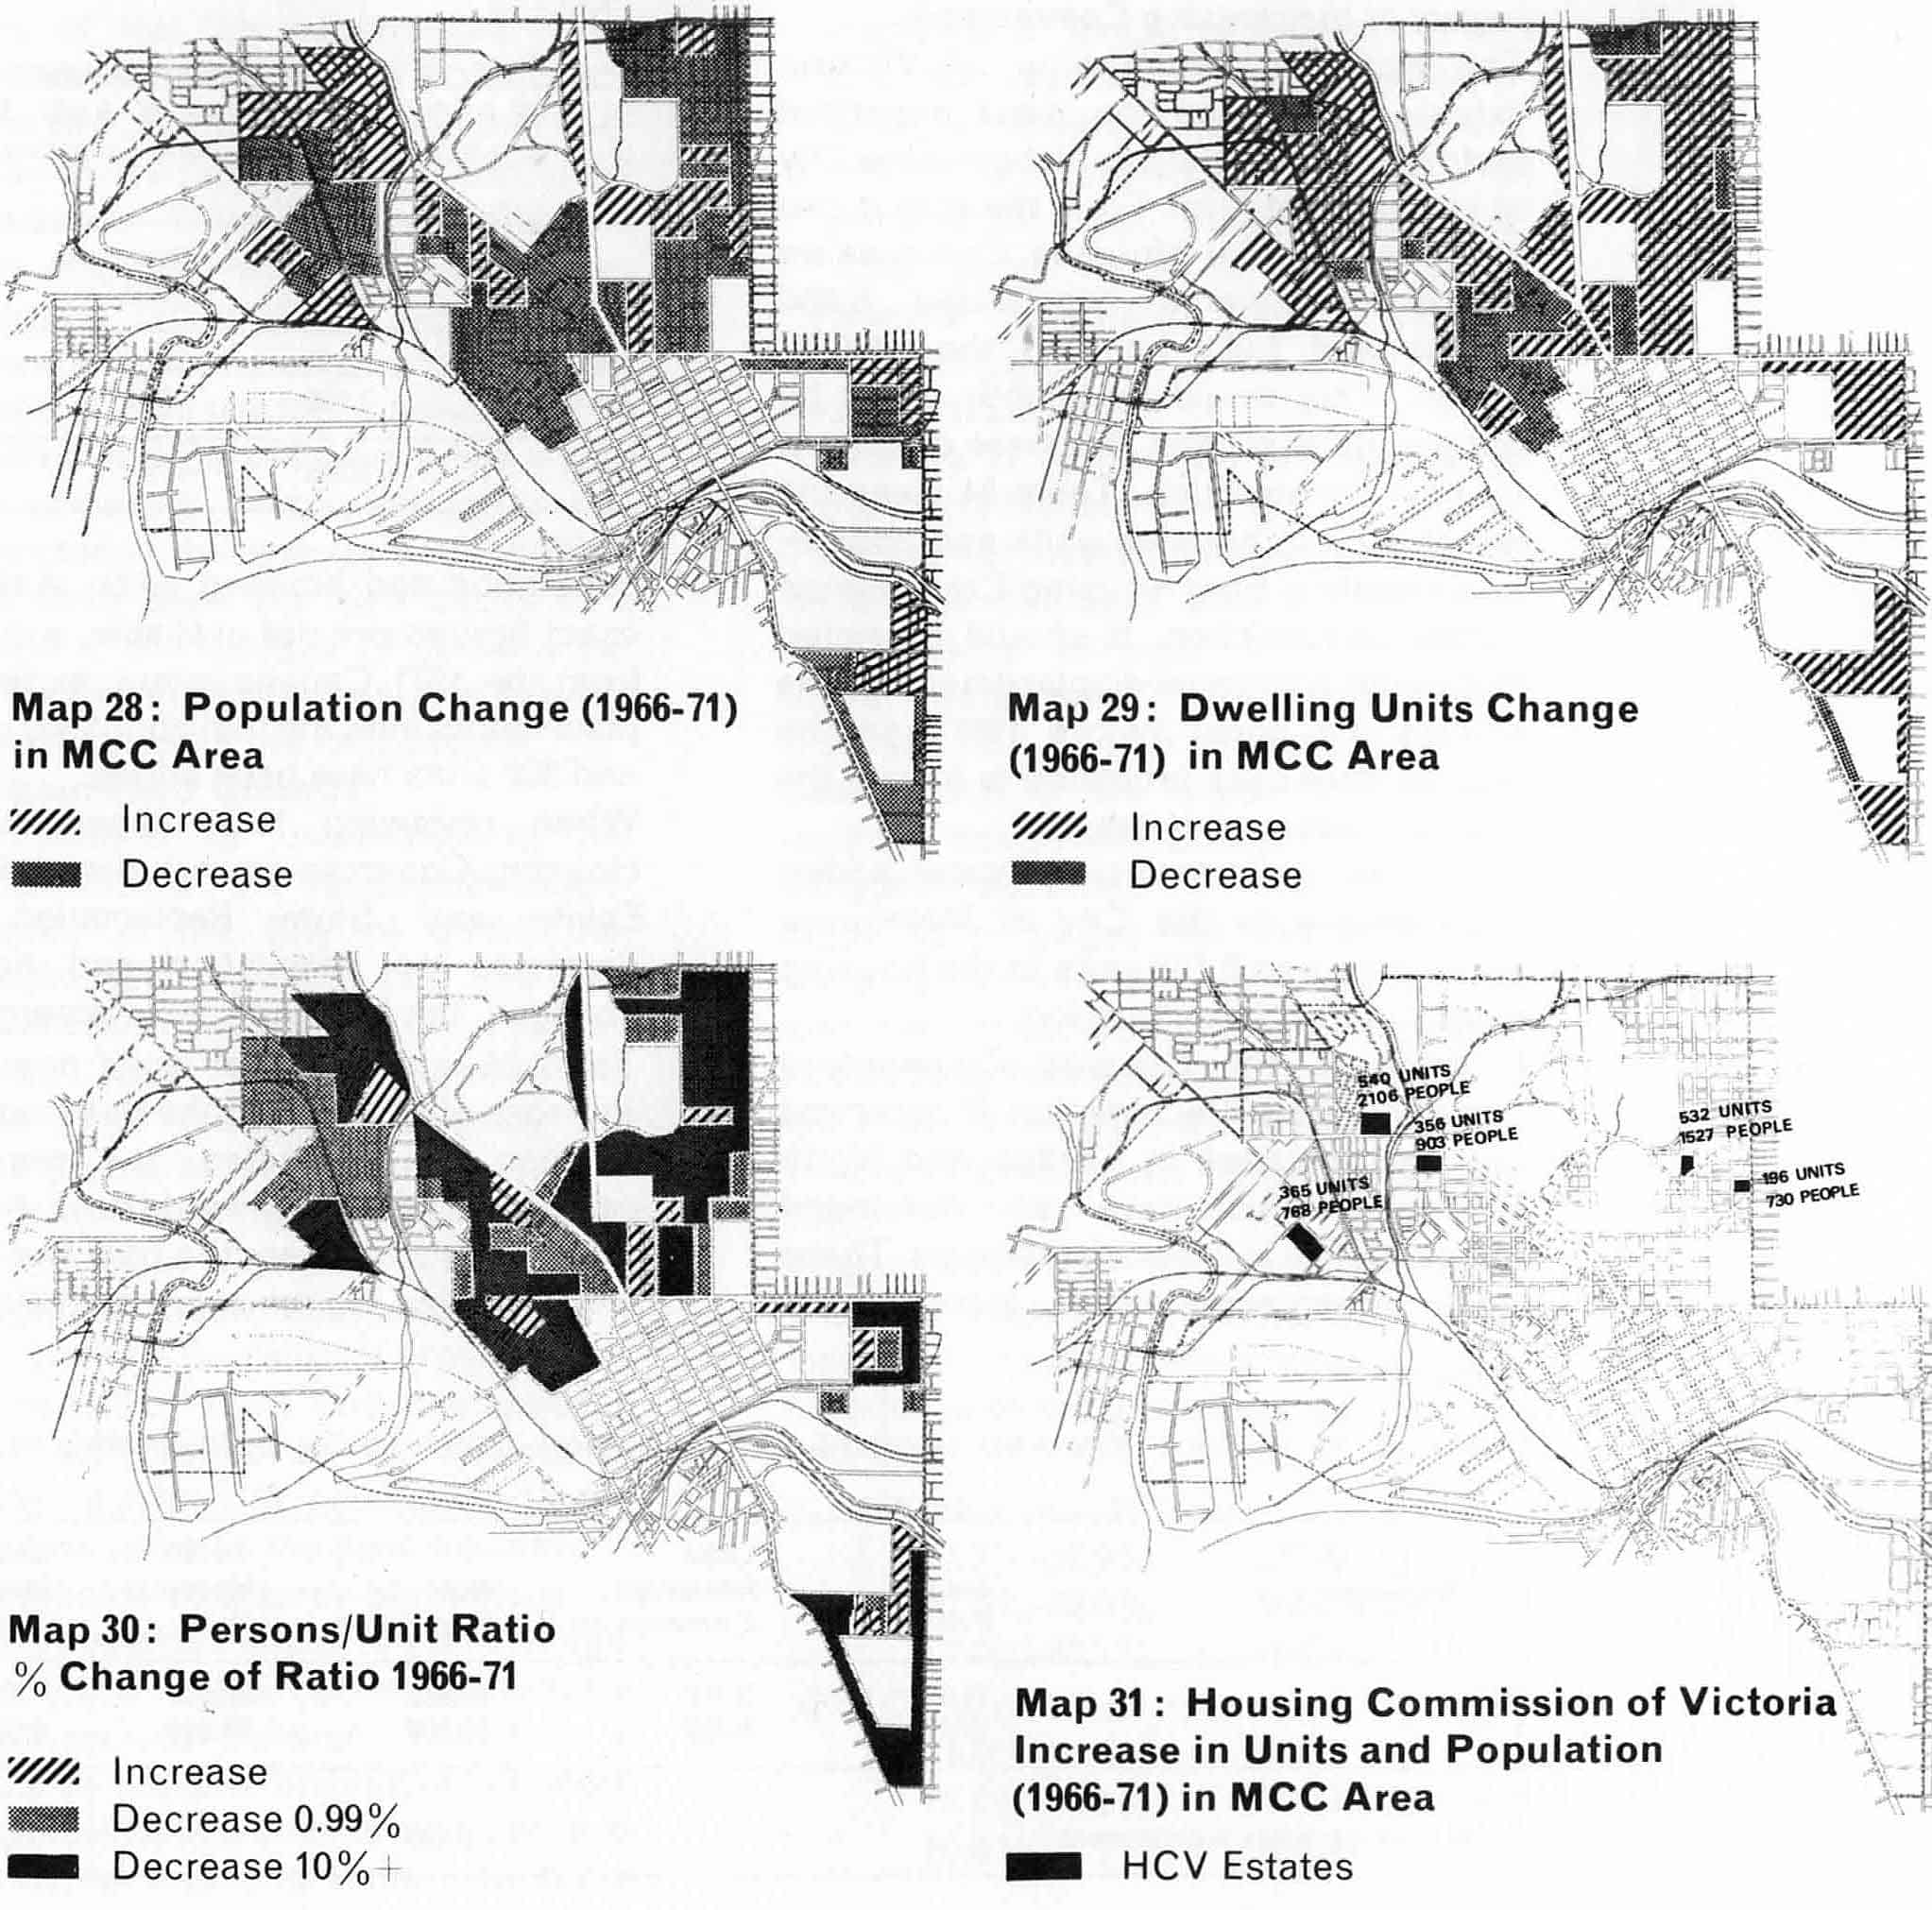 Map 28: Population Change (1966-71)
in MCC Area
Increase
Decrease
Map 29: Dwelling Units Change
(1966-71) in MCC Area
Increase
Decrease
Map 30: Persons/Unit Ratio
% Change of Ratio 1966-71
Increase
Decrease 0.99%
Decrease 10%+
540 UNITS
2106 PEOPLE
356 UNITS
903 PEOPLE
532 UNITS
1527 PEOPLE
196 UNITS
730 PEOPLE
365 UNITS
768 PEOPLE
Map 31: Housing Commission of Victoria
Increase in Units and Population
(1966-71) in MCC Area
HCV Estates